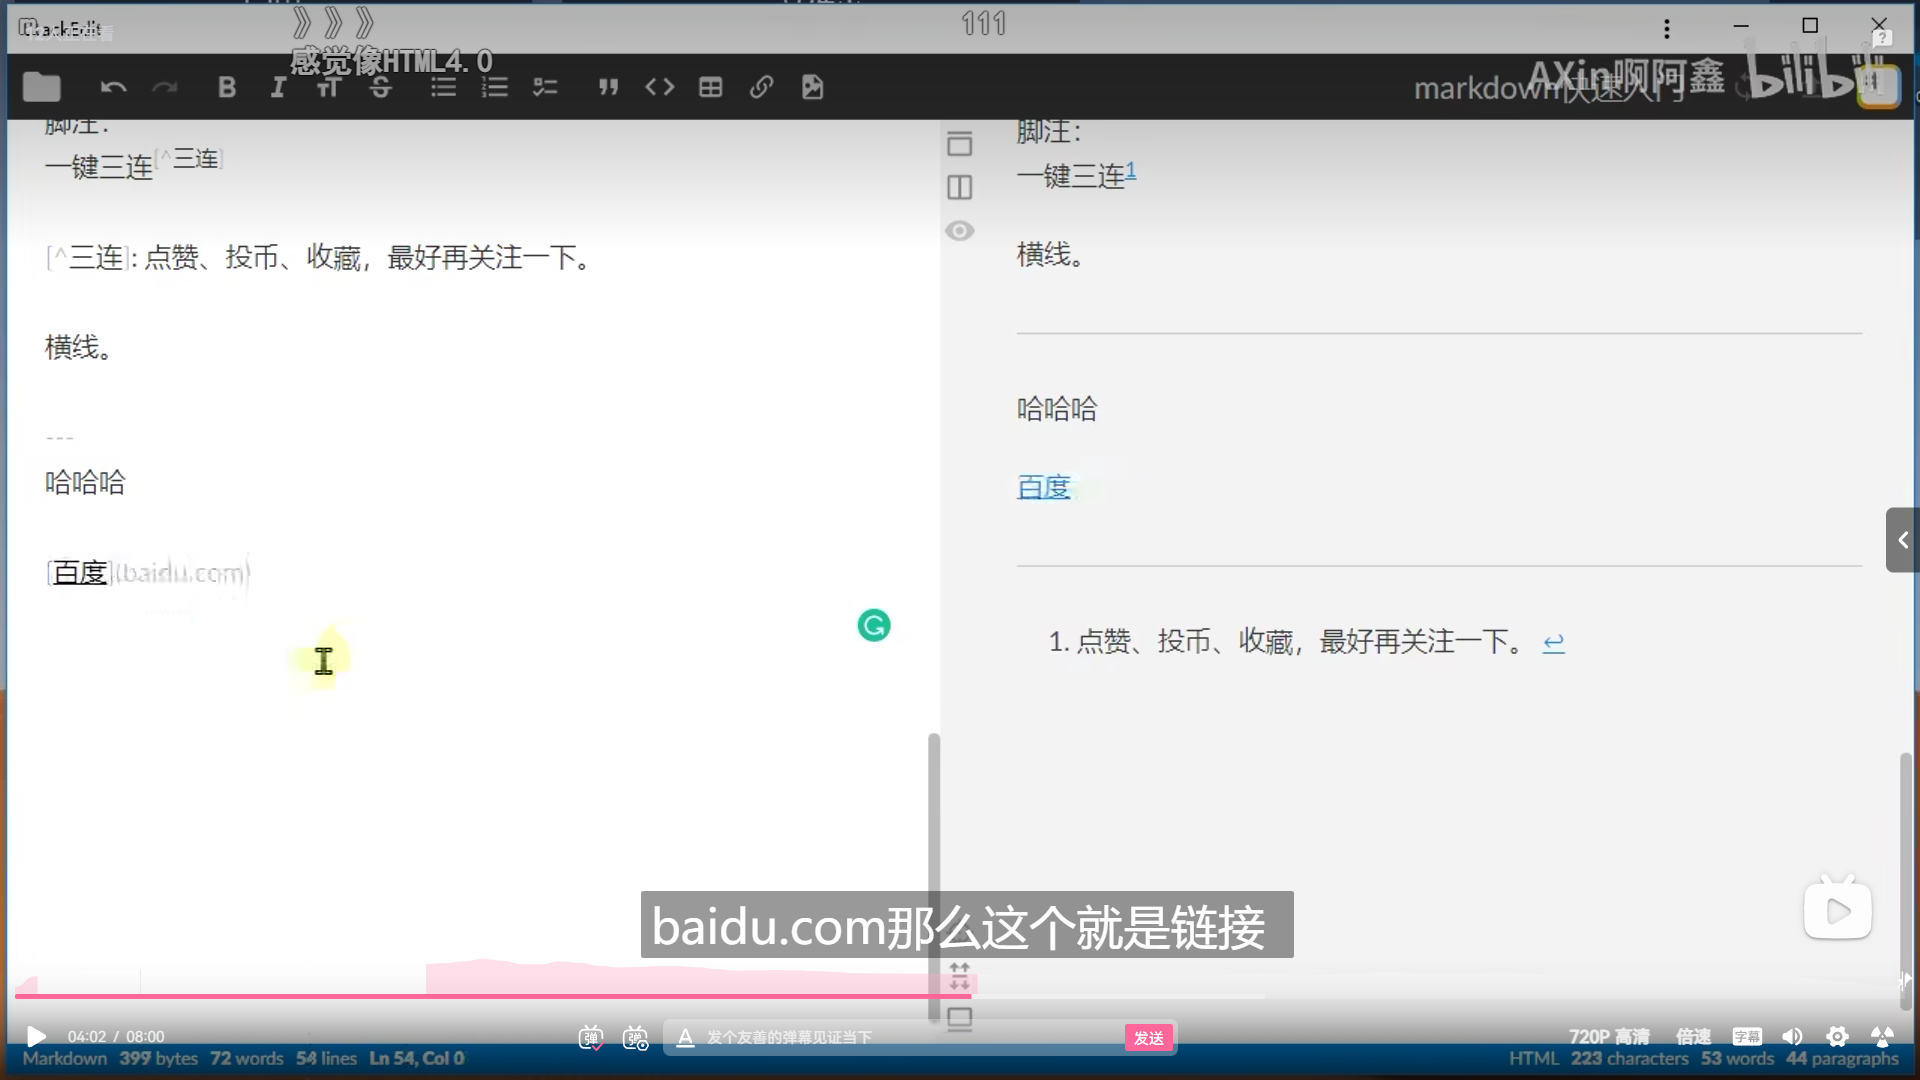 》》》
111
感觉像HTML4.0
markdown快速入门
AXin啊阿鑫
bilibili
脚注：
一键三连[^三连]
[^三连]: 点赞、投币、收藏，最好再关注一下。
横线。
---
哈哈哈
[百度](baidu.com)
脚注：
一键三连1
横线。
哈哈哈
百度
1. 点赞、投币、收藏，最好再关注一下。 ↩
baidu.com那么这个就是链接
04:02 / 08:00
发个友善的弹幕见证当下
发送
720P 高清
倍速
字幕
Markdown 399 bytes 72 words 54 lines Ln 54, Col 0
HTML 223 characters 53 words 44 paragraphs